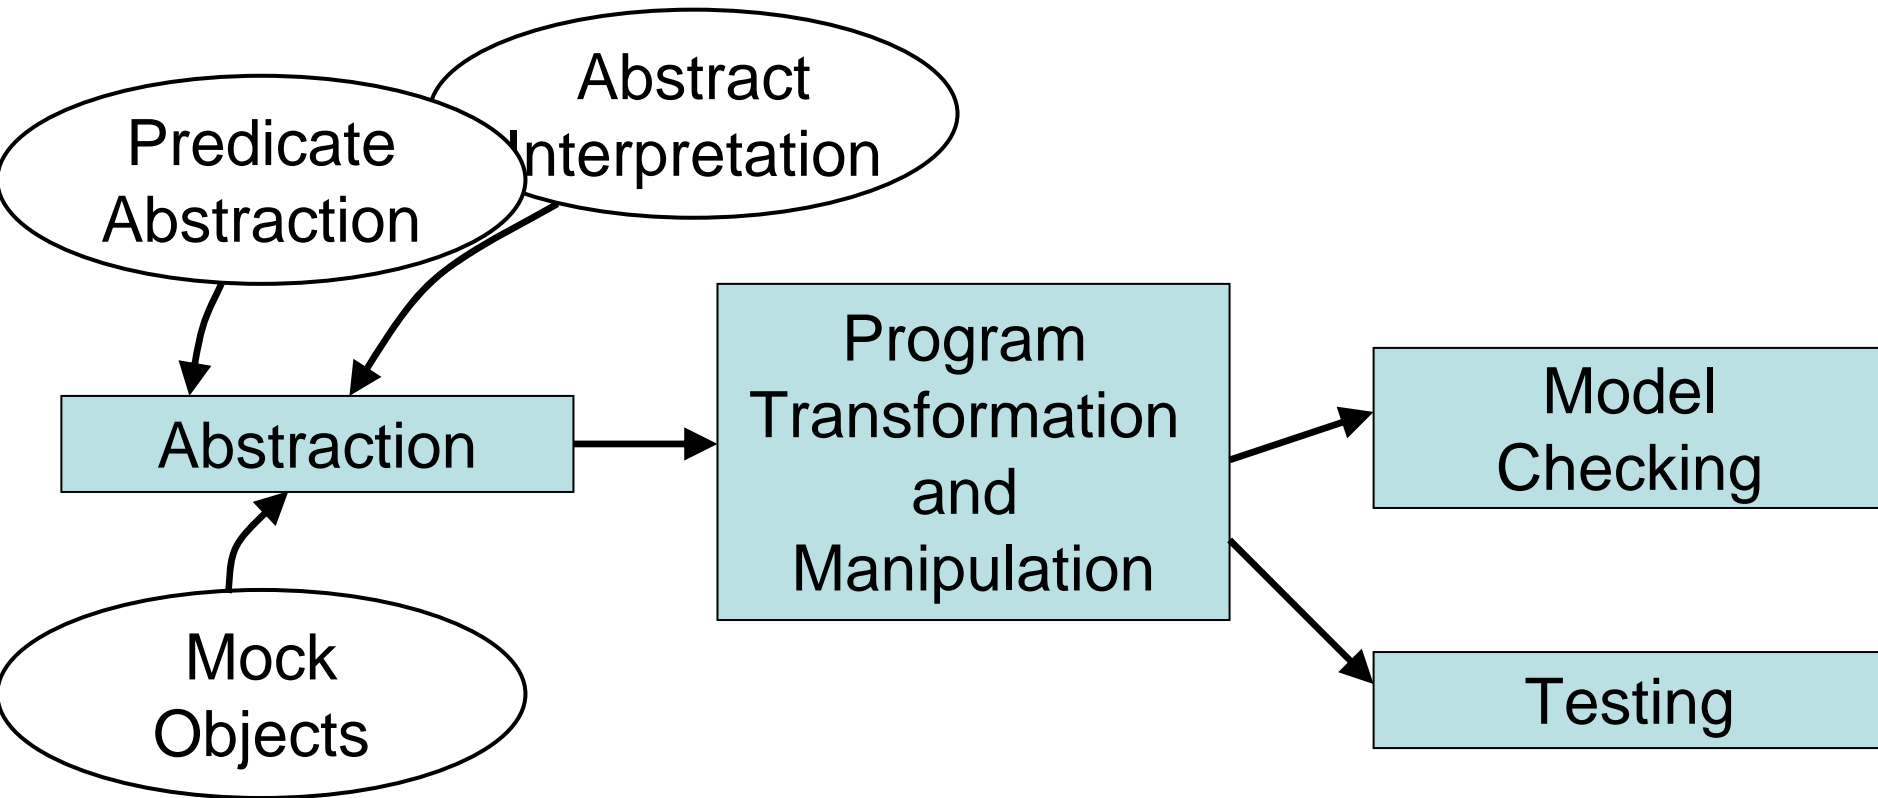 Abstract
Interpretation
Predicate
Abstraction
Abstraction
Mock
Objects
Program
Transformation
and
Manipulation
Model
Checking
Testing